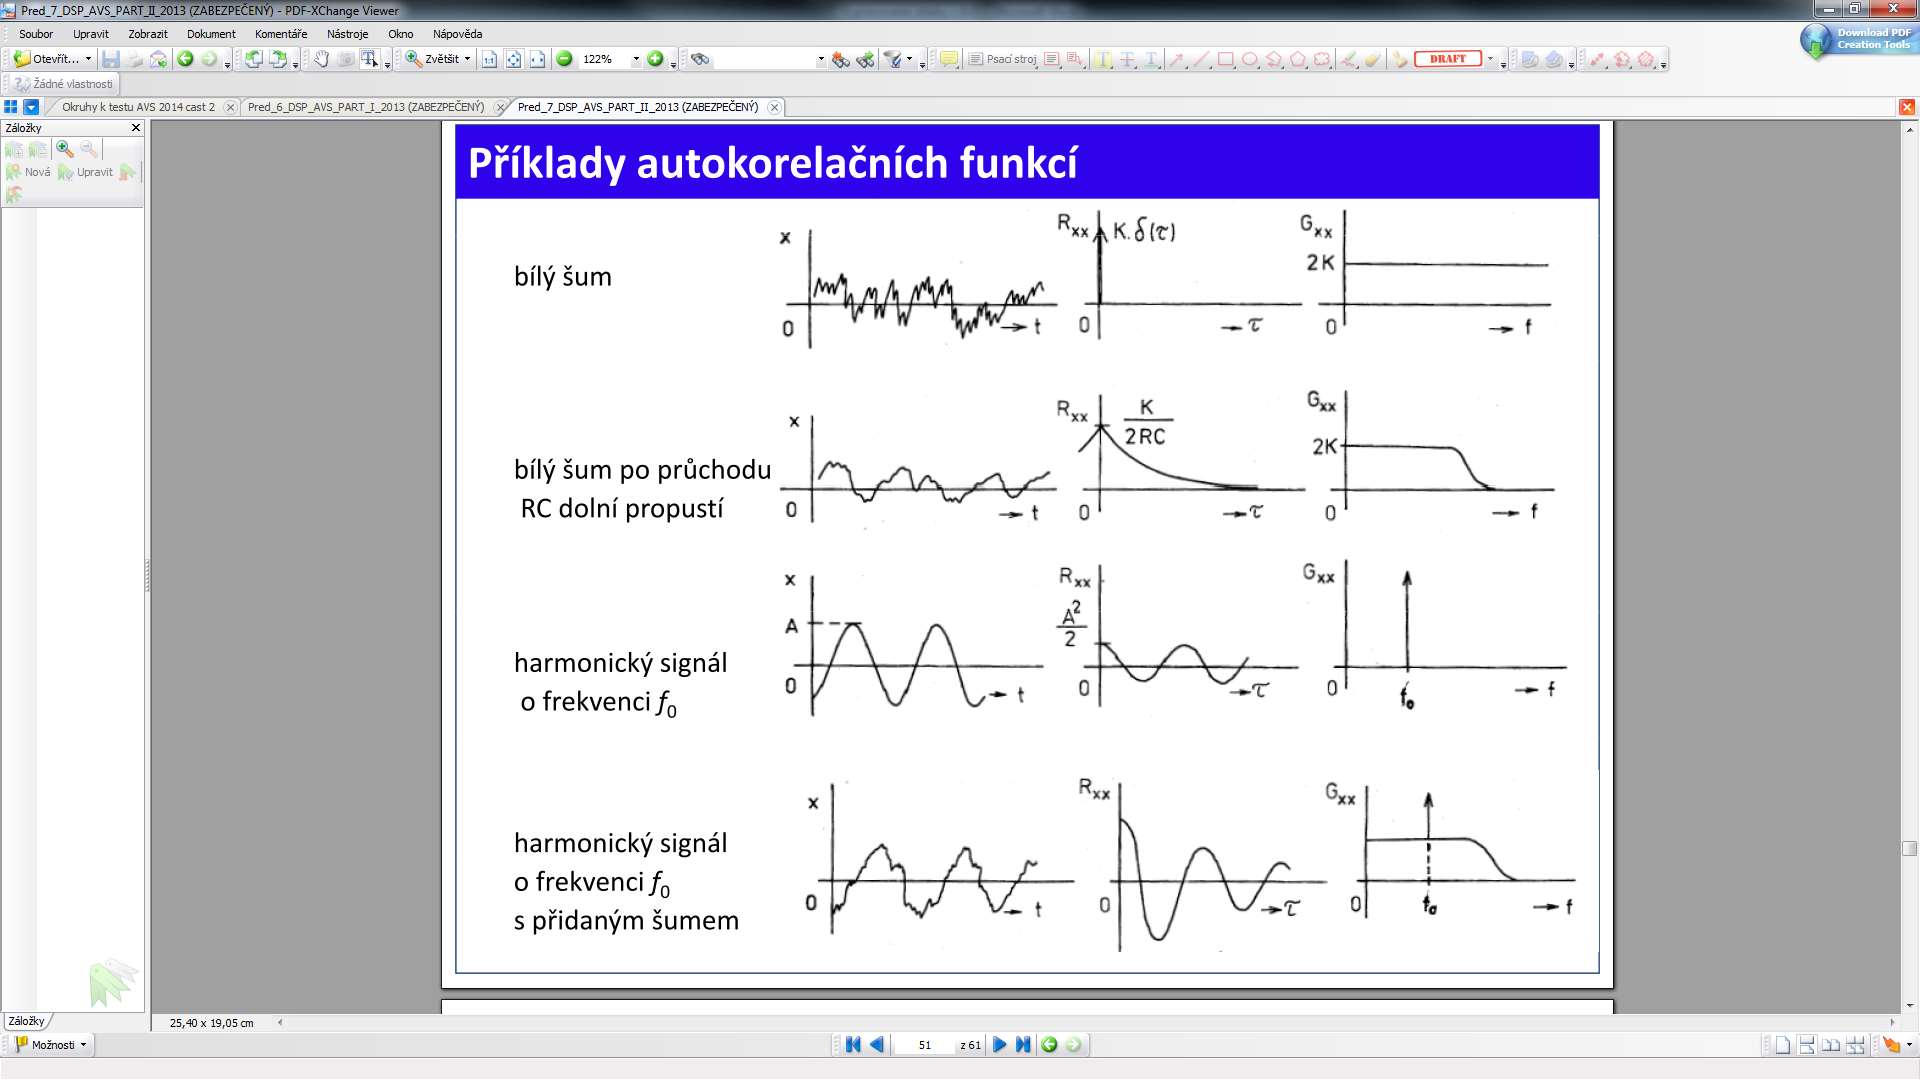 Pred_7_DSP_AVS_PART_II_2013 (ZABEZPEČENÝ) - PDF-XChange Viewer
Soubor Upravit Zobrazit Dokument Komentáře Nástroje Okno Nápověda
Download PDF
Creation Tools
Otevřít... Zvětšit 122% Psací stroj DRAFT
Žádné vlastnosti
Okruhy k testu AVS 2014 cast 2 Pred_6_DSP_AVS_PART_I_2013 (ZABEZPEČENÝ) Pred_7_DSP_AVS_PART_II_2013 (ZABEZPEČENÝ)
Záložky
Nová Upravit
Příklady autokorelačních funkcí
bílý šum
x
0
→ t
Rxx
K.δ(τ)
0
→ τ
Gxx
2K
0
→ f
bílý šum po průchodu
RC dolní propustí
x
0
→ t
Rxx
K
2RC
0
→ τ
Gxx
2K
0
→ f
harmonický signál
o frekvenci f0
x
A
0
→ t
Rxx
A²
2
0
→ τ
Gxx
0
f0
→ f
harmonický signál
o frekvenci f0
s přidaným šumem
x
0
→ t
Rxx
0
→ τ
Gxx
0
f0
→ f
Záložky
25,40 x 19,05 cm
Možnosti
51 z 61